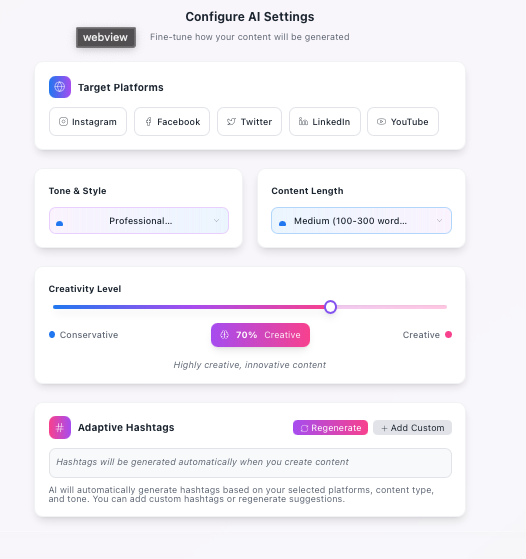 Configure AI Settings
webview
Fine-tune how your content will be generated
Target Platforms
Instagram
Facebook
Twitter
LinkedIn
YouTube
Tone & Style
Content Length
Professional...
Medium (100-300 word...
Creativity Level
Conservative
70% Creative
Creative
Highly creative, innovative content
# Adaptive Hashtags
Regenerate
+ Add Custom
Hashtags will be generated automatically when you create content
AI will automatically generate hashtags based on your selected platforms, content type,
and tone. You can add custom hashtags or regenerate suggestions.